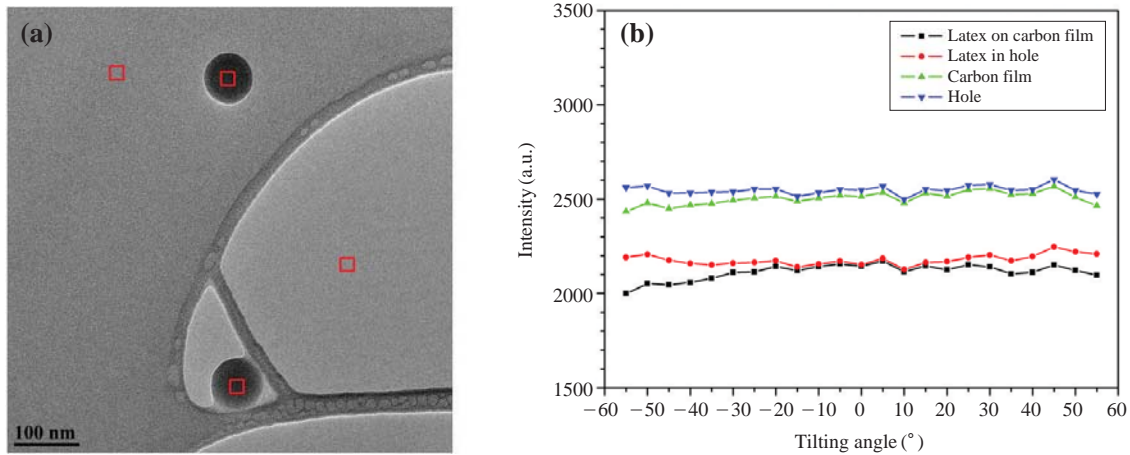 (a)
100 nm
(b)
Latex on carbon film
Latex in hole
Carbon film
Hole
Intensity (a.u.)
3500
3000
2500
2000
1500
−60 −50 −40 −30 −20 −10 0 10 20 30 40 50 60
Tilting angle (°)